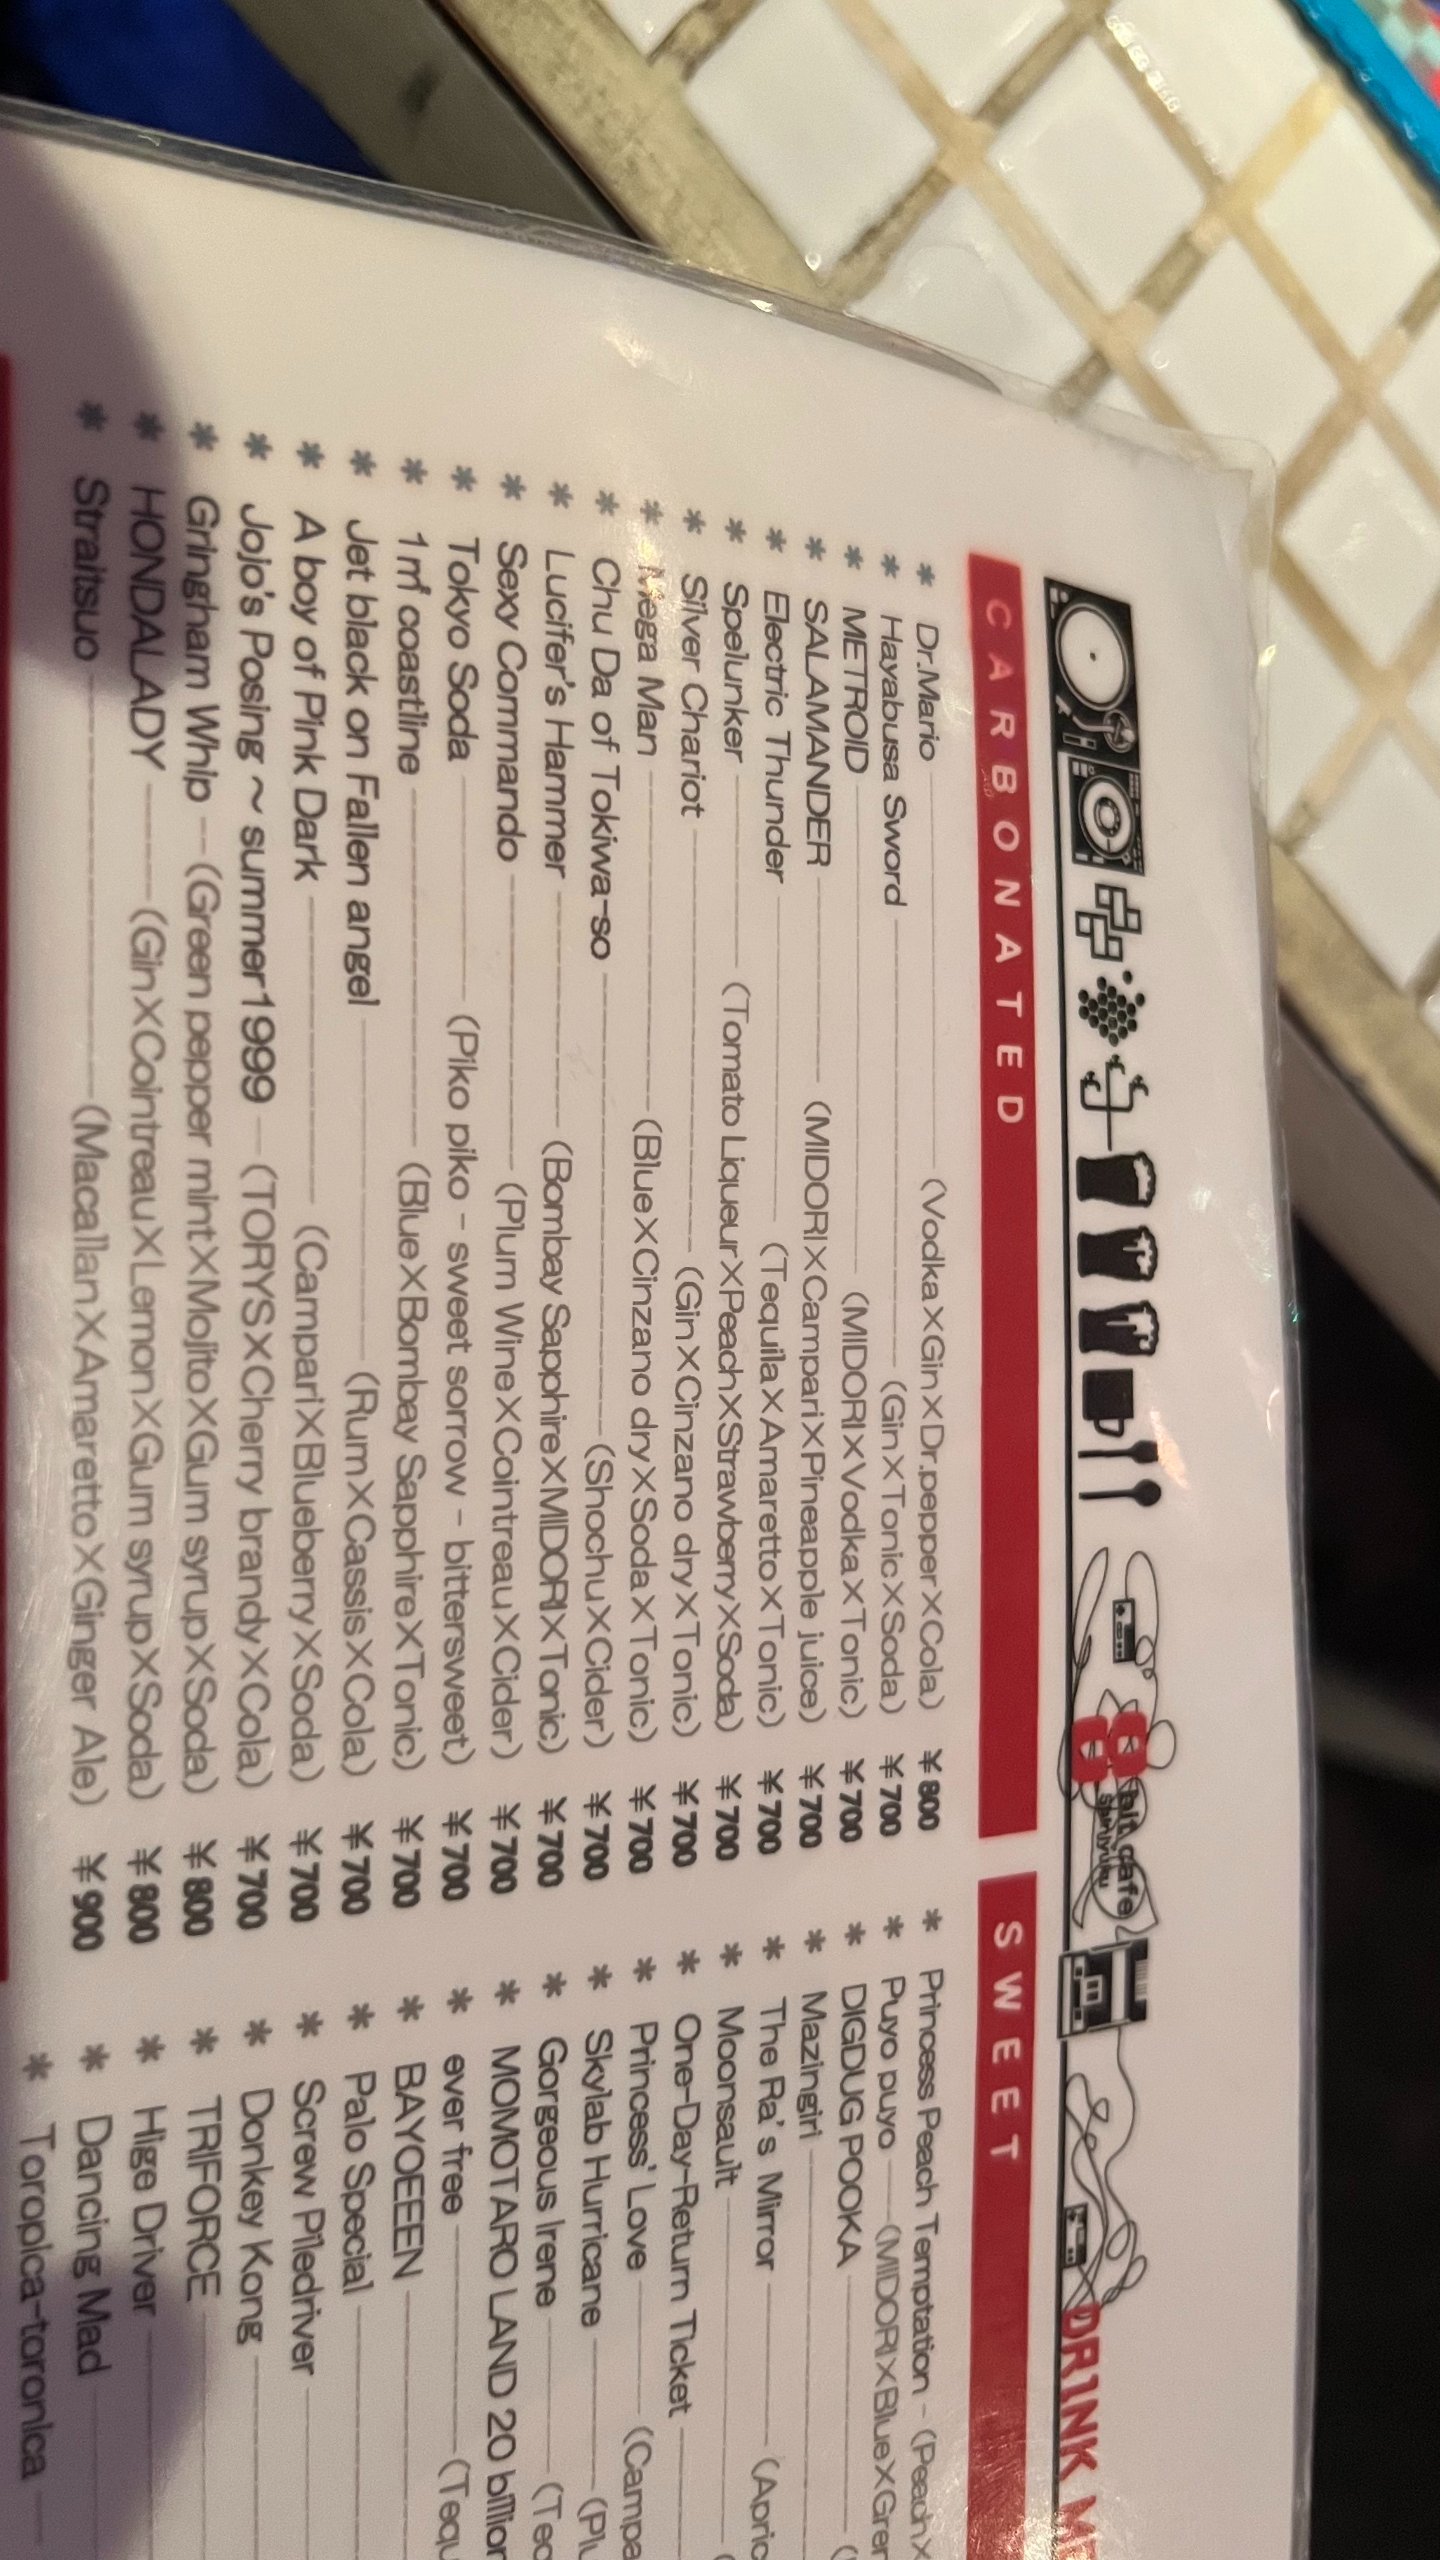 8bit cafe
Shinjyuku
DRINK
CARBONATED
* Dr.Mario (Vodka×Gin×Dr.pepper×Cola) ¥800
* Hayabusa Sword (Gin×Tonic×Soda) ¥700
* METROID (MIDORI×Vodka×Tonic) ¥700
* SALAMANDER (MIDORI×Campari×Pineapple juice) ¥700
* Electric Thunder (Tequila×Amaretto×Tonic) ¥700
* Spelunker (Tomato Liqueur×Peach×Strawberry×Soda) ¥700
* Silver Chariot (Gin×Cinzano dry×Tonic) ¥700
* Mega Man (Blue×Cinzano dry×Soda×Tonic) ¥700
* Chu Da of Tokiwa-so (Shochu×Cider) ¥700
* Lucifer's Hammer (Bombay Sapphire×MIDORI×Tonic) ¥700
* Sexy Commando (Plum Wine×Cointreau×Cider) ¥700
* Tokyo Soda (Piko piko - sweet sorrow - bittersweet) ¥700
* 1㎡ coastline (Blue×Bombay Sapphire×Tonic) ¥700
* Jet black on Fallen angel (Rum×Cassis×Cola) ¥700
* A boy of Pink Dark (Campari×Blueberry×Soda) ¥700
* Jojo's Posing ~ summer1999 (TORYS×Cherry brandy×Cola) ¥700
* Gringham Whip (Green pepper mint×Mojito×Gum syrup×Soda) ¥800
* HONDALADY (Gin×Cointreau×Lemon×Gum syrup×Soda) ¥800
* Straitsuo (Macallan×Amaretto×Ginger Ale) ¥900
SWEET
* Princess Peach Temptation - (Peach×
* Puyo puyo (MIDORI×Blue×Gren
* DIGDUG POOKA
* Mazingiri
* The Ra's Mirror (Apric
* Moonsault
* One-Day-Return Ticket
* Princess' Love (Campa
* Skylab Hurricane (Plu
* Gorgeous Irene (Teq
* MOMOTARO LAND 20 billion
* ever free (Tequ
* BAYOEEEN
* Palo Special
* Screw Piledriver
* Donkey Kong
* TRIFORCE
* Hige Driver
* Dancing Mad
* Toropica-toronica